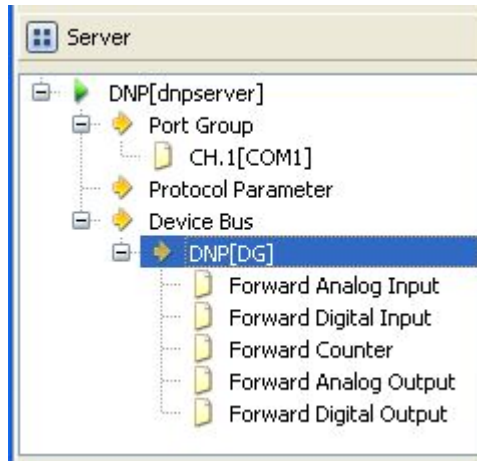 Server
DNP[dnpserver]
Port Group
CH.1[COM1]
Protocol Parameter
Device Bus
DNP[DG]
Forward Analog Input
Forward Digital Input
Forward Counter
Forward Analog Output
Forward Digital Output